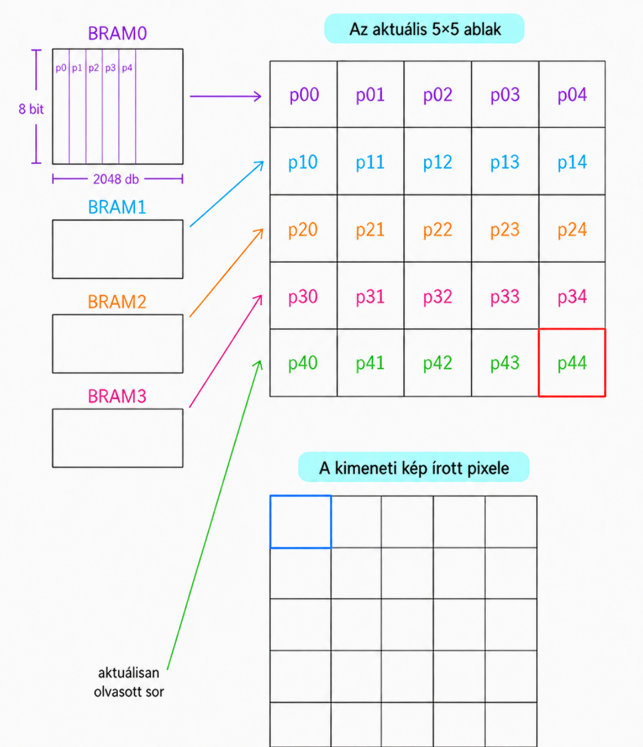 BRAM0
Az aktuális 5×5 ablak
p0 p1 p2 p3 p4
8 bit
2048 db
p00 p01 p02 p03 p04
p10 p11 p12 p13 p14
BRAM1
p20 p21 p22 p23 p24
BRAM2
p30 p31 p32 p33 p34
p40 p41 p42 p43 p44
BRAM3
A kimeneti kép írott pixele
aktuálisan
olvasott sor